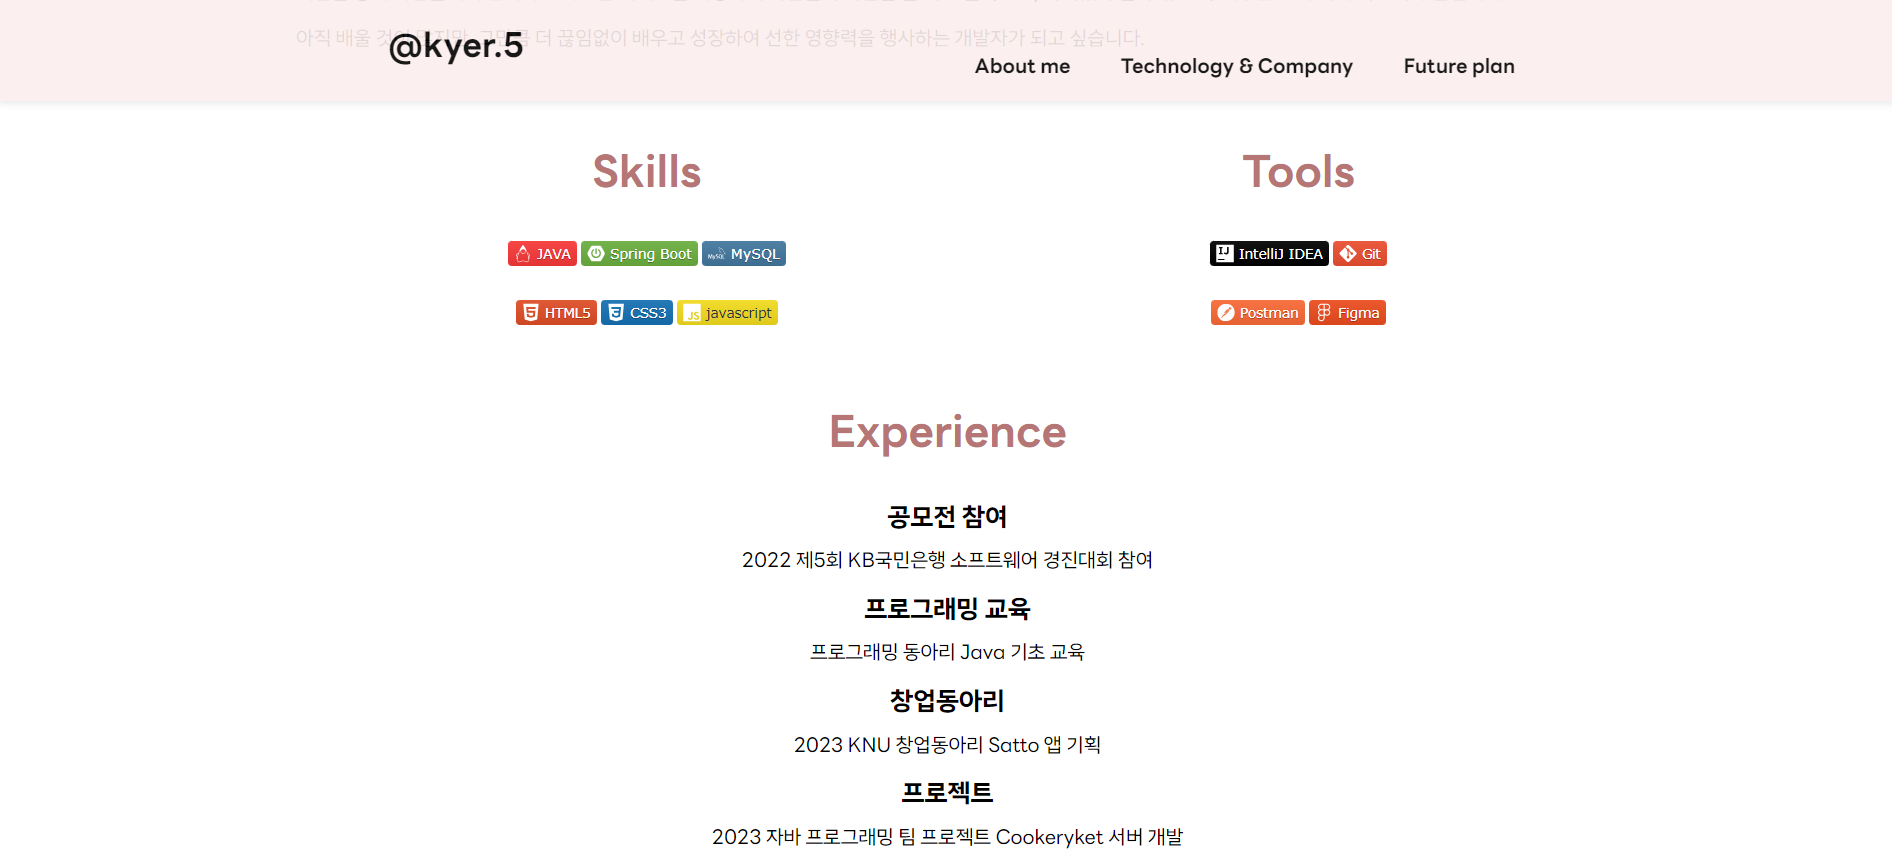 아직 배울 것이 많지만, 그만큼 더 끊임없이 배우고 성장하여 선한 영향력을 행사하는 개발자가 되고 싶습니다.
@kyer.5
About me
Technology & Company
Future plan
Skills
Tools
JAVA
Spring Boot
MySQL
IntelliJ IDEA
Git
HTML5
CSS3
javascript
Postman
Figma
Experience
공모전 참여
2022 제5회 KB국민은행 소프트웨어 경진대회 참여
프로그래밍 교육
프로그래밍 동아리 Java 기초 교육
창업동아리
2023 KNU 창업동아리 Satto 앱 기획
프로젝트
2023 자바 프로그래밍 팀 프로젝트 Cookeryket 서버 개발